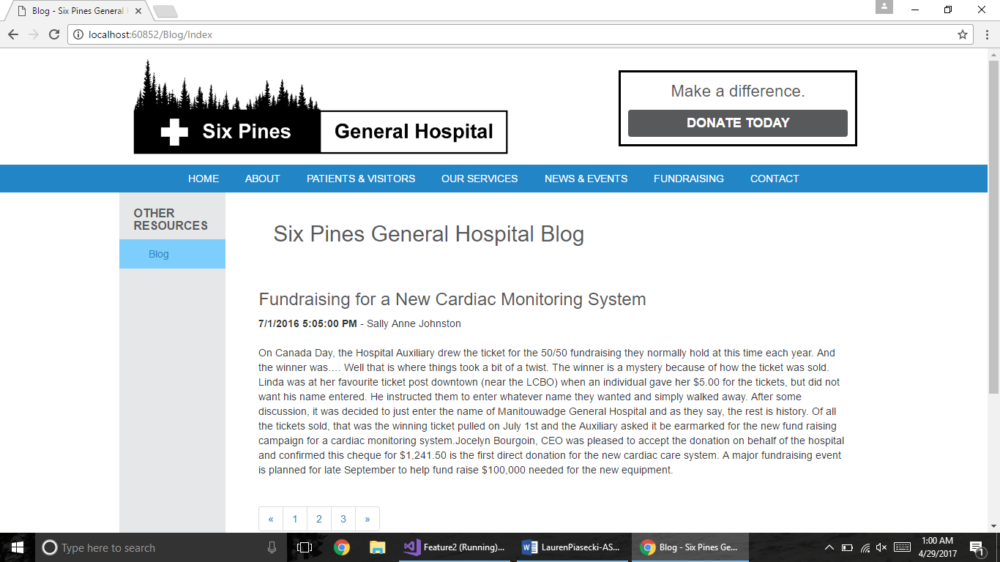 Blog - Six Pines General
localhost:60852/Blog/Index
Six Pines General Hospital
Make a difference.
DONATE TODAY
HOME ABOUT PATIENTS & VISITORS OUR SERVICES NEWS & EVENTS FUNDRAISING CONTACT
OTHER
RESOURCES
Blog
Six Pines General Hospital Blog
Fundraising for a New Cardiac Monitoring System
7/1/2016 5:05:00 PM - Sally Anne Johnston
On Canada Day, the Hospital Auxiliary drew the ticket for the 50/50 fundraising they normally hold at this time each year. And
the winner was…. Well that is where things took a bit of a twist. The winner is a mystery because of how the ticket was sold.
Linda was at her favourite ticket post downtown (near the LCBO) when an individual gave her $5.00 for the tickets, but did not
want his name entered. He instructed them to enter whatever name they wanted and simply walked away. After some
discussion, it was decided to just enter the name of Manitouwadge General Hospital and as they say, the rest is history. Of all
the tickets sold, that was the winning ticket pulled on July 1st and the Auxiliary asked it be earmarked for the new fund raising
campaign for a cardiac monitoring system.Jocelyn Bourgoin, CEO was pleased to accept the donation on behalf of the hospital
and confirmed this cheque for $1,241.50 is the first direct donation for the new cardiac care system. A major fundraising event
is planned for late September to help fund raise $100,000 needed for the new equipment.
« 1 2 3 »
Type here to search
Feature2 (Running)...
LaurenPiasecki-AS...
Blog - Six Pines Ge...
1:00 AM
4/29/2017
1